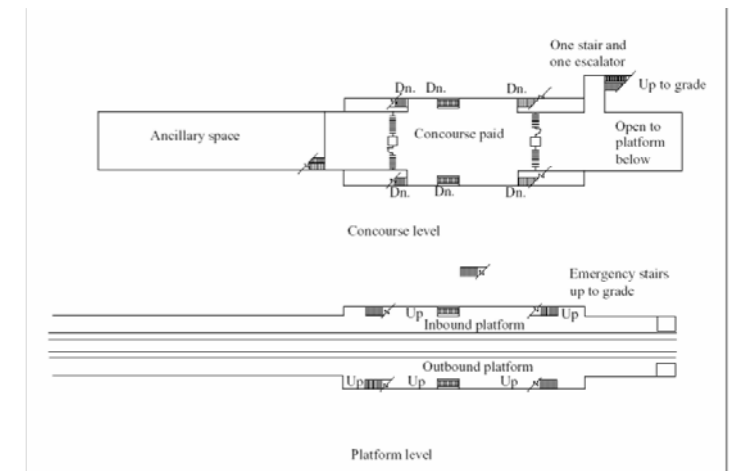 One stair and
one escalator
Up to grade
Dn. Dn. Dn.
Ancillary space
Concourse paid
Open to
platform
below
Dn. Dn. Dn.
Concourse level
Emergency stairs
up to grade
Up Up
Inbound platform
Outbound platform
Up Up Up
Platform level